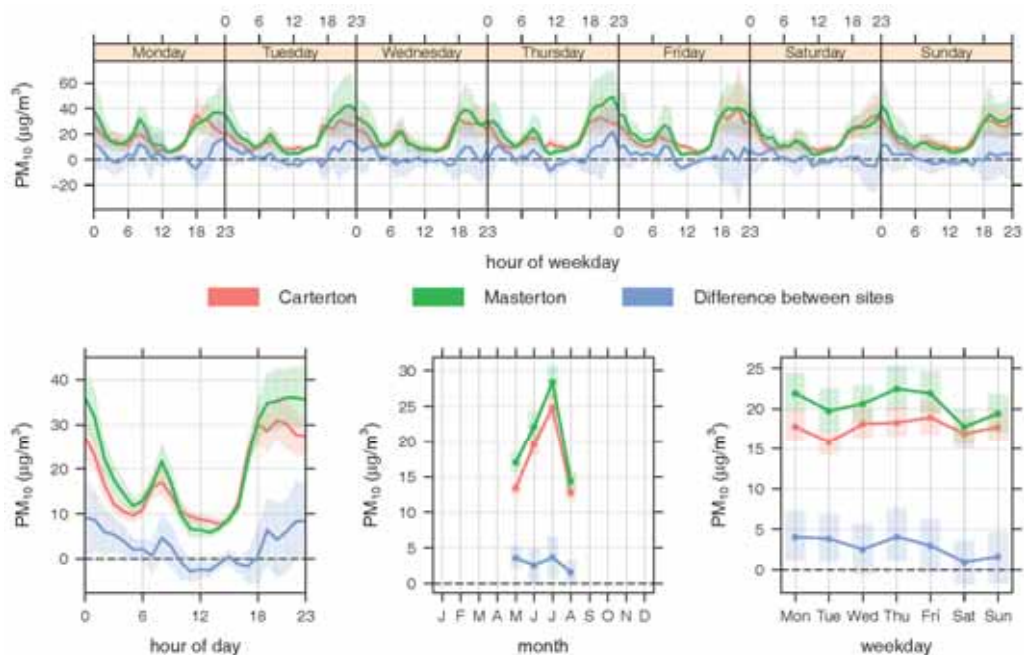 0 6 12 18 23 0 6 12 18 23 0 6 12 18 23
Monday Tuesday Wednesday Thursday Friday Saturday Sunday
PM₁₀ (µg/m³)
60
40
20
0
−20
0 6 12 18 23 0 6 12 18 23 0 6 12 18 23 0 6 12 18 23
hour of weekday
Carterton Masterton Difference between sites
PM₁₀ (µg/m³)
40
30
20
10
0
0 6 12 18 23
hour of day
PM₁₀ (µg/m³)
30
25
20
15
10
5
0
J F M A M J J A S O N D
month
PM₁₀ (µg/m³)
25
20
15
10
5
0
Mon Tue Wed Thu Fri Sat Sun
weekday